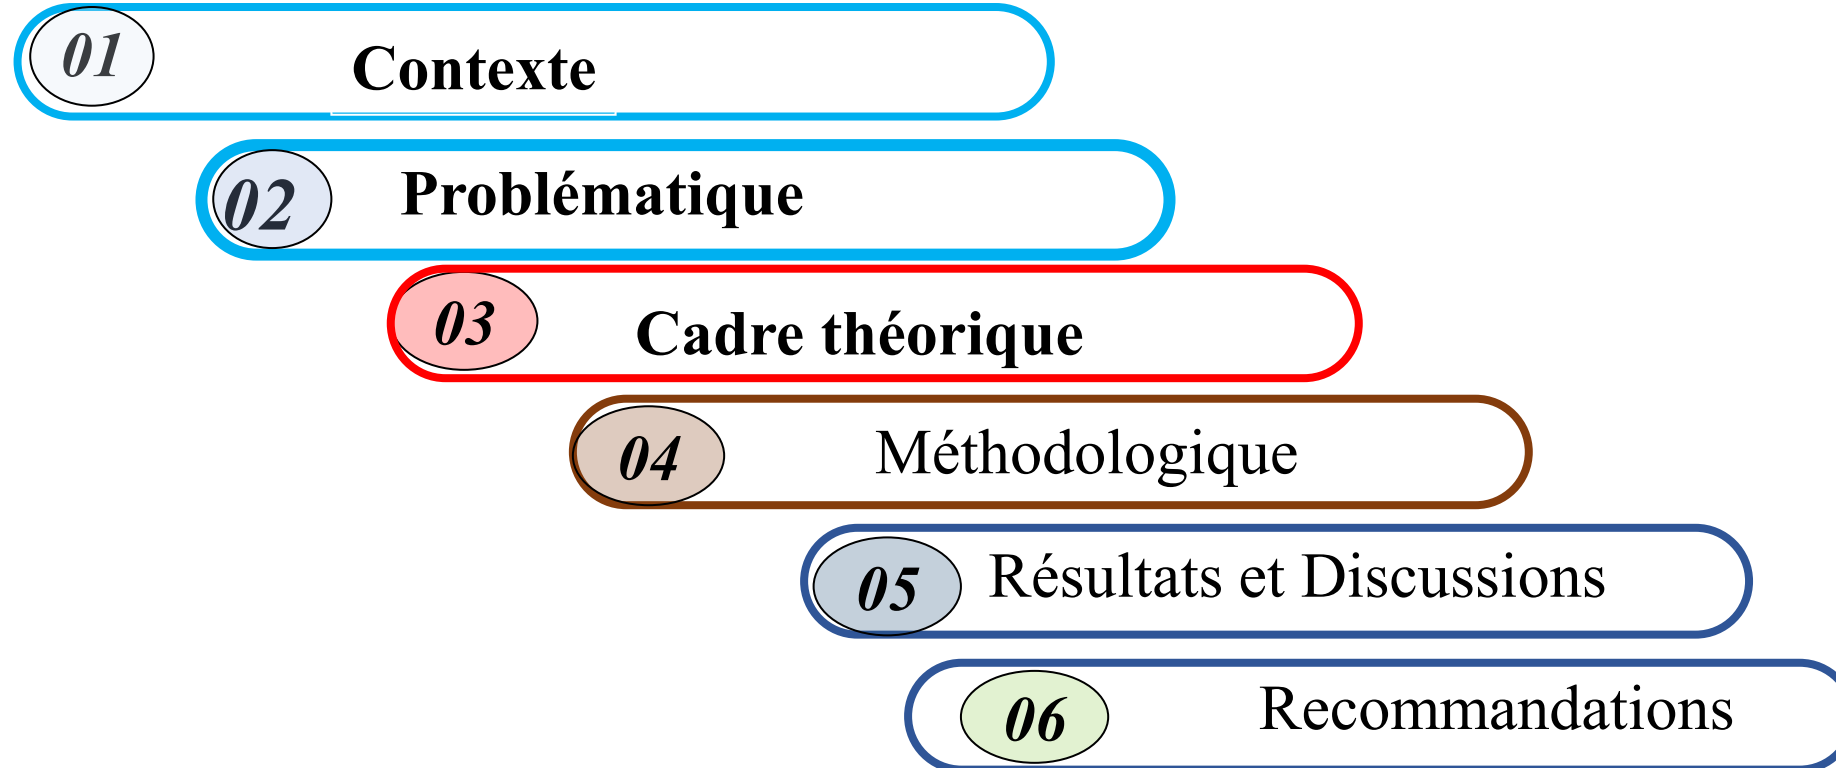 01 Contexte
02 Problématique
03 Cadre théorique
04 Méthodologique
05 Résultats et Discussions
06 Recommandations